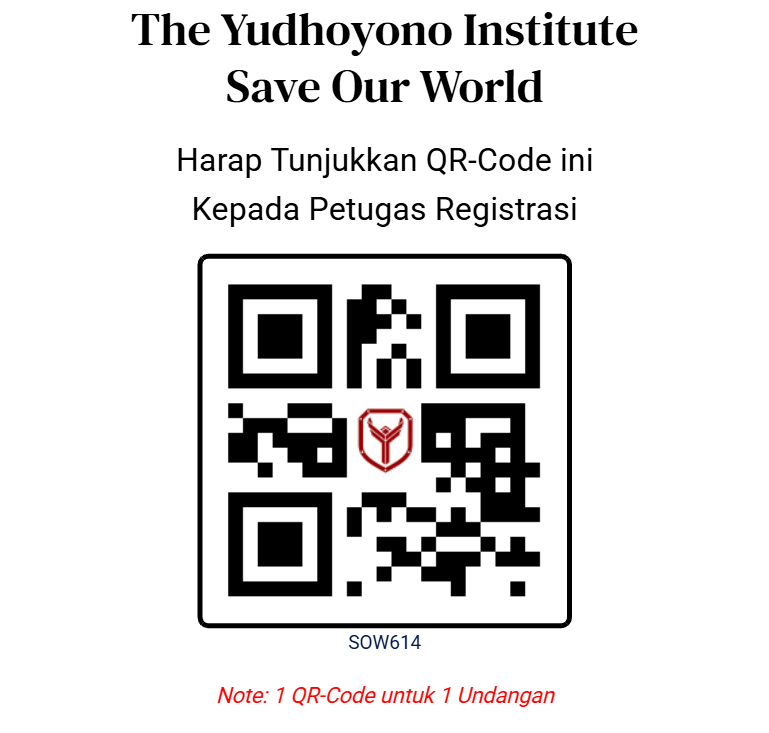 The Yudhoyono Institute
Save Our World
Harap Tunjukkan QR-Code ini
Kepada Petugas Registrasi
SOW614
Note: 1 QR-Code untuk 1 Undangan